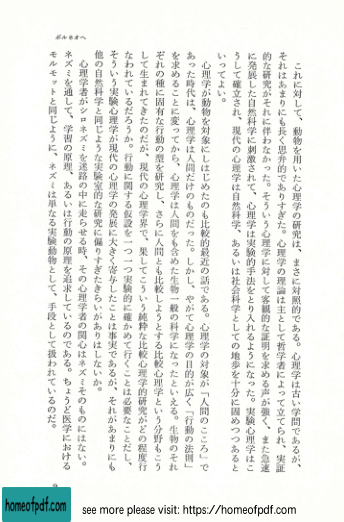 ボルネオへ
これに対して、動物を用いた心理学の研究は、まさに対照的である。心理学は古い学問であるが、
それはあまりにも長く思弁的でありすぎた。心理学の理論は主として哲学者によって立てられ、実証
的な研究がそれに伴わなかった。そういう心理学に対して客観的な証明を求める声が強く、また急速
に発展した自然科学に刺激されて、心理学は実験的手法をとり入れるようになった。実験心理学はこ
うして確立され、現代の心理学は自然科学、あるいは社会科学としての地歩を十分に固めつつあると
いってよい。
心理学が動物を対象にしはじめたのも比較的最近の話である。心理学の対象が「人間のこころ」で
あった時代は、心理学は人間だけのものだった。しかし、やがて心理学の目的が広く「行動の法則」
を求めることに変ってから、心理学は人間をも含めた生物一般の科学になったといえる。生物のそれ
ぞれの種に固有な行動の型を研究し、さらに人間とも比較しようとする比較心理学という分野もこう
して生まれてきたのだが、現代の心理学界で、果してこういう純粋な比較心理学的研究がどの程度行
なわれているだろうか。行動に関する仮設を一つ一つ実験的に確かめて行くことは必要なことだし、
そういう実験心理学が現代の心理学の発展に大きく寄与したことは事実であるが、それがあまりにも
他の自然科学と同じような実験室的な研究に偏りすぎたきらいがありはしないか。
心理学者がシロネズミを迷路の中に走らせる時、その心理学者の関心はネズミそのものにはない。
ネズミを通して、学習の原理、あるいは行動の原理を追求しているのである。ちょうど医学における
モルモットと同じように、ネズミは単なる実験動物として、手段として扱われているのだ。
homeofpdf.com
see more please visit: https://homeofpdf.com